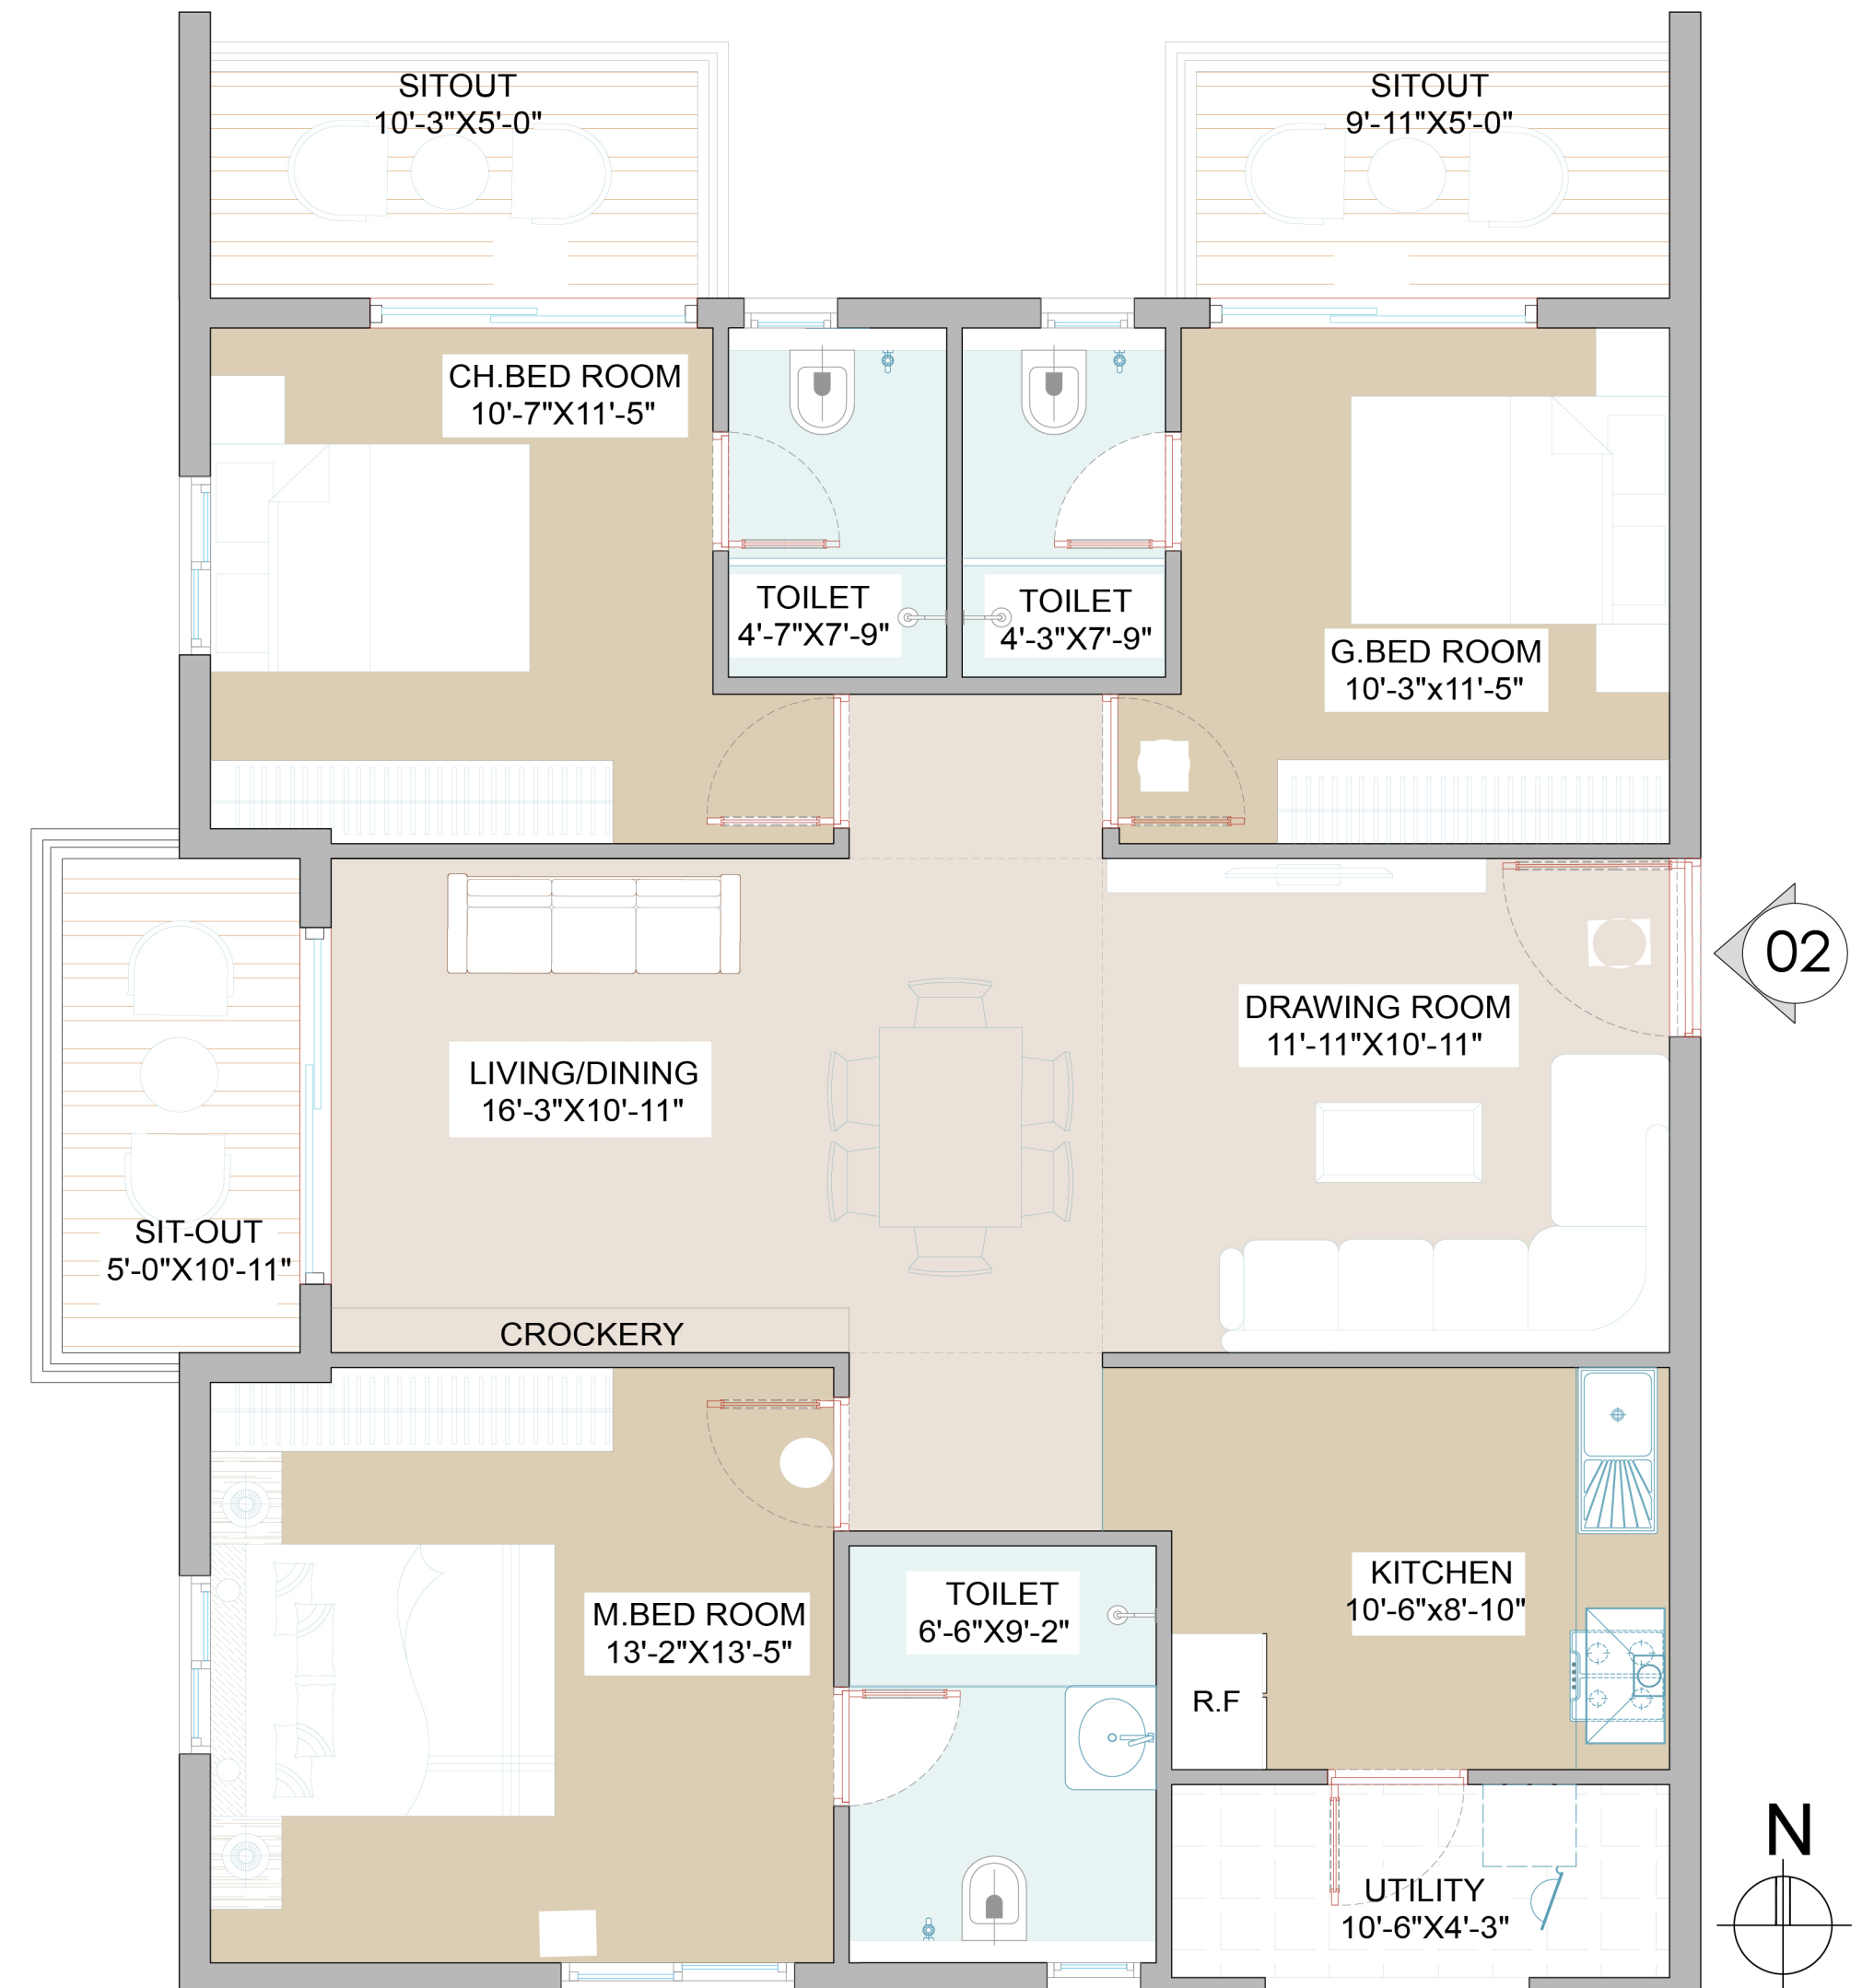 SITOUT
10'-3"X5'-0"
SITOUT
9'-11"X5'-0"
CH.BED ROOM
10'-7"X11'-5"
TOILET
4'-7"X7'-9"
TOILET
4'-3"X7'-9"
G.BED ROOM
10'-3"x11'-5"
02
DRAWING ROOM
11'-11"X10'-11"
LIVING/DINING
16'-3"X10'-11"
SIT-OUT
5'-0"X10'-11"
CROCKERY
M.BED ROOM
13'-2"X13'-5"
TOILET
6'-6"X9'-2"
KITCHEN
10'-6"x8'-10"
R.F
UTILITY
10'-6"X4'-3"
N